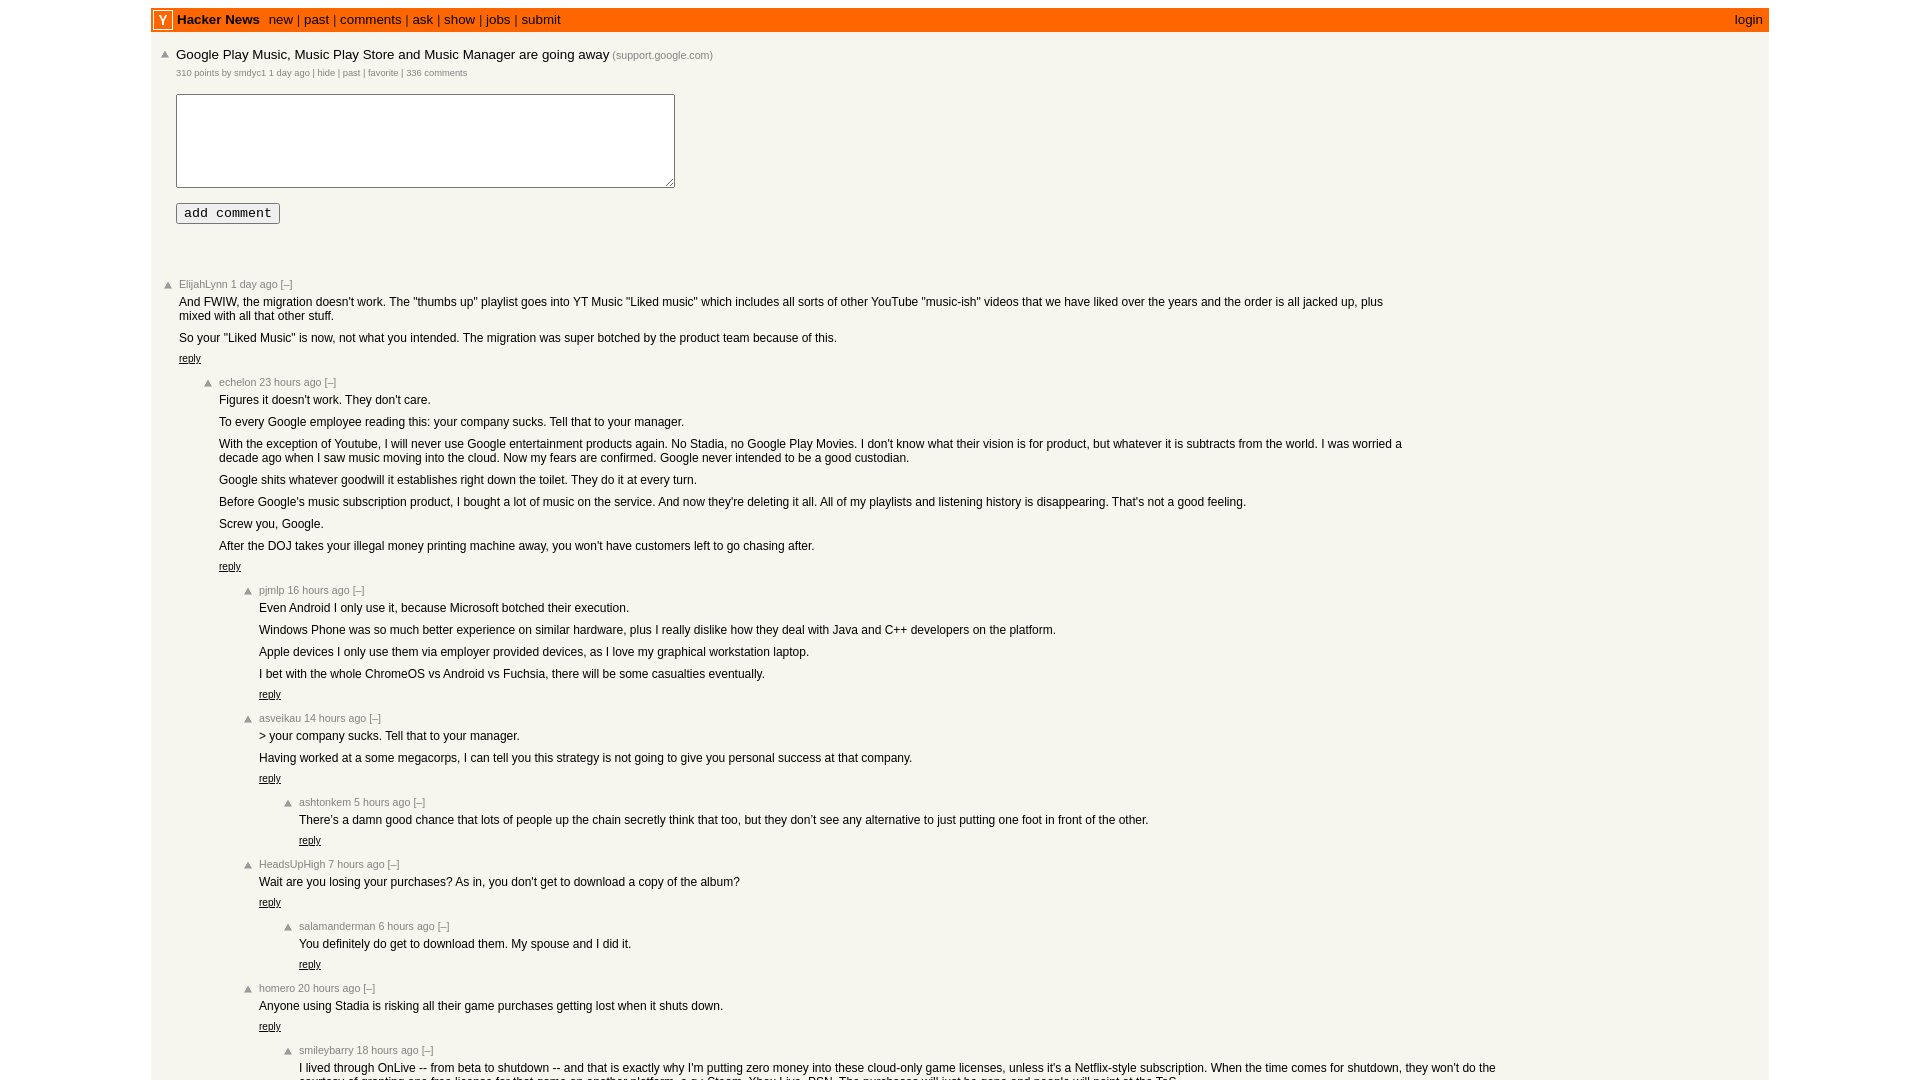 Y Hacker News new | past | comments | ask | show | jobs | submit login
Google Play Music, Music Play Store and Music Manager are going away (support.google.com)
310 points by smdyc1 1 day ago | hide | past | favorite | 336 comments
add comment
ElijahLynn 1 day ago [–]
And FWIW, the migration doesn't work. The "thumbs up" playlist goes into YT Music "Liked music" which includes all sorts of other YouTube "music-ish" videos that we have liked over the years and the order is all jacked up, plus
mixed with all that other stuff.
So your "Liked Music" is now, not what you intended. The migration was super botched by the product team because of this.
reply
echelon 23 hours ago [–]
Figures it doesn't work. They don't care.
To every Google employee reading this: your company sucks. Tell that to your manager.
With the exception of Youtube, I will never use Google entertainment products again. No Stadia, no Google Play Movies. I don't know what their vision is for product, but whatever it is subtracts from the world. I was worried a
decade ago when I saw music moving into the cloud. Now my fears are confirmed. Google never intended to be a good custodian.
Google shits whatever goodwill it establishes right down the toilet. They do it at every turn.
Before Google's music subscription product, I bought a lot of music on the service. And now they're deleting it all. All of my playlists and listening history is disappearing. That's not a good feeling.
Screw you, Google.
After the DOJ takes your illegal money printing machine away, you won't have customers left to go chasing after.
reply
pjmlp 16 hours ago [–]
Even Android I only use it, because Microsoft botched their execution.
Windows Phone was so much better experience on similar hardware, plus I really dislike how they deal with Java and C++ developers on the platform.
Apple devices I only use them via employer provided devices, as I love my graphical workstation laptop.
I bet with the whole ChromeOS vs Android vs Fuchsia, there will be some casualties eventually.
reply
asveikau 14 hours ago [–]
> your company sucks. Tell that to your manager.
Having worked at a some megacorps, I can tell you this strategy is not going to give you personal success at that company.
reply
ashtonkem 5 hours ago [–]
There’s a damn good chance that lots of people up the chain secretly think that too, but they don’t see any alternative to just putting one foot in front of the other.
reply
HeadsUpHigh 7 hours ago [–]
Wait are you losing your purchases? As in, you don't get to download a copy of the album?
reply
salamanderman 6 hours ago [–]
You definitely do get to download them. My spouse and I did it.
reply
homero 20 hours ago [–]
Anyone using Stadia is risking all their game purchases getting lost when it shuts down.
reply
smileybarry 18 hours ago [–]
I lived through OnLive -- from beta to shutdown -- and that is exactly why I'm putting zero money into these cloud-only game licenses, unless it's a Netflix-style subscription. When the time comes for shutdown, they won't do the